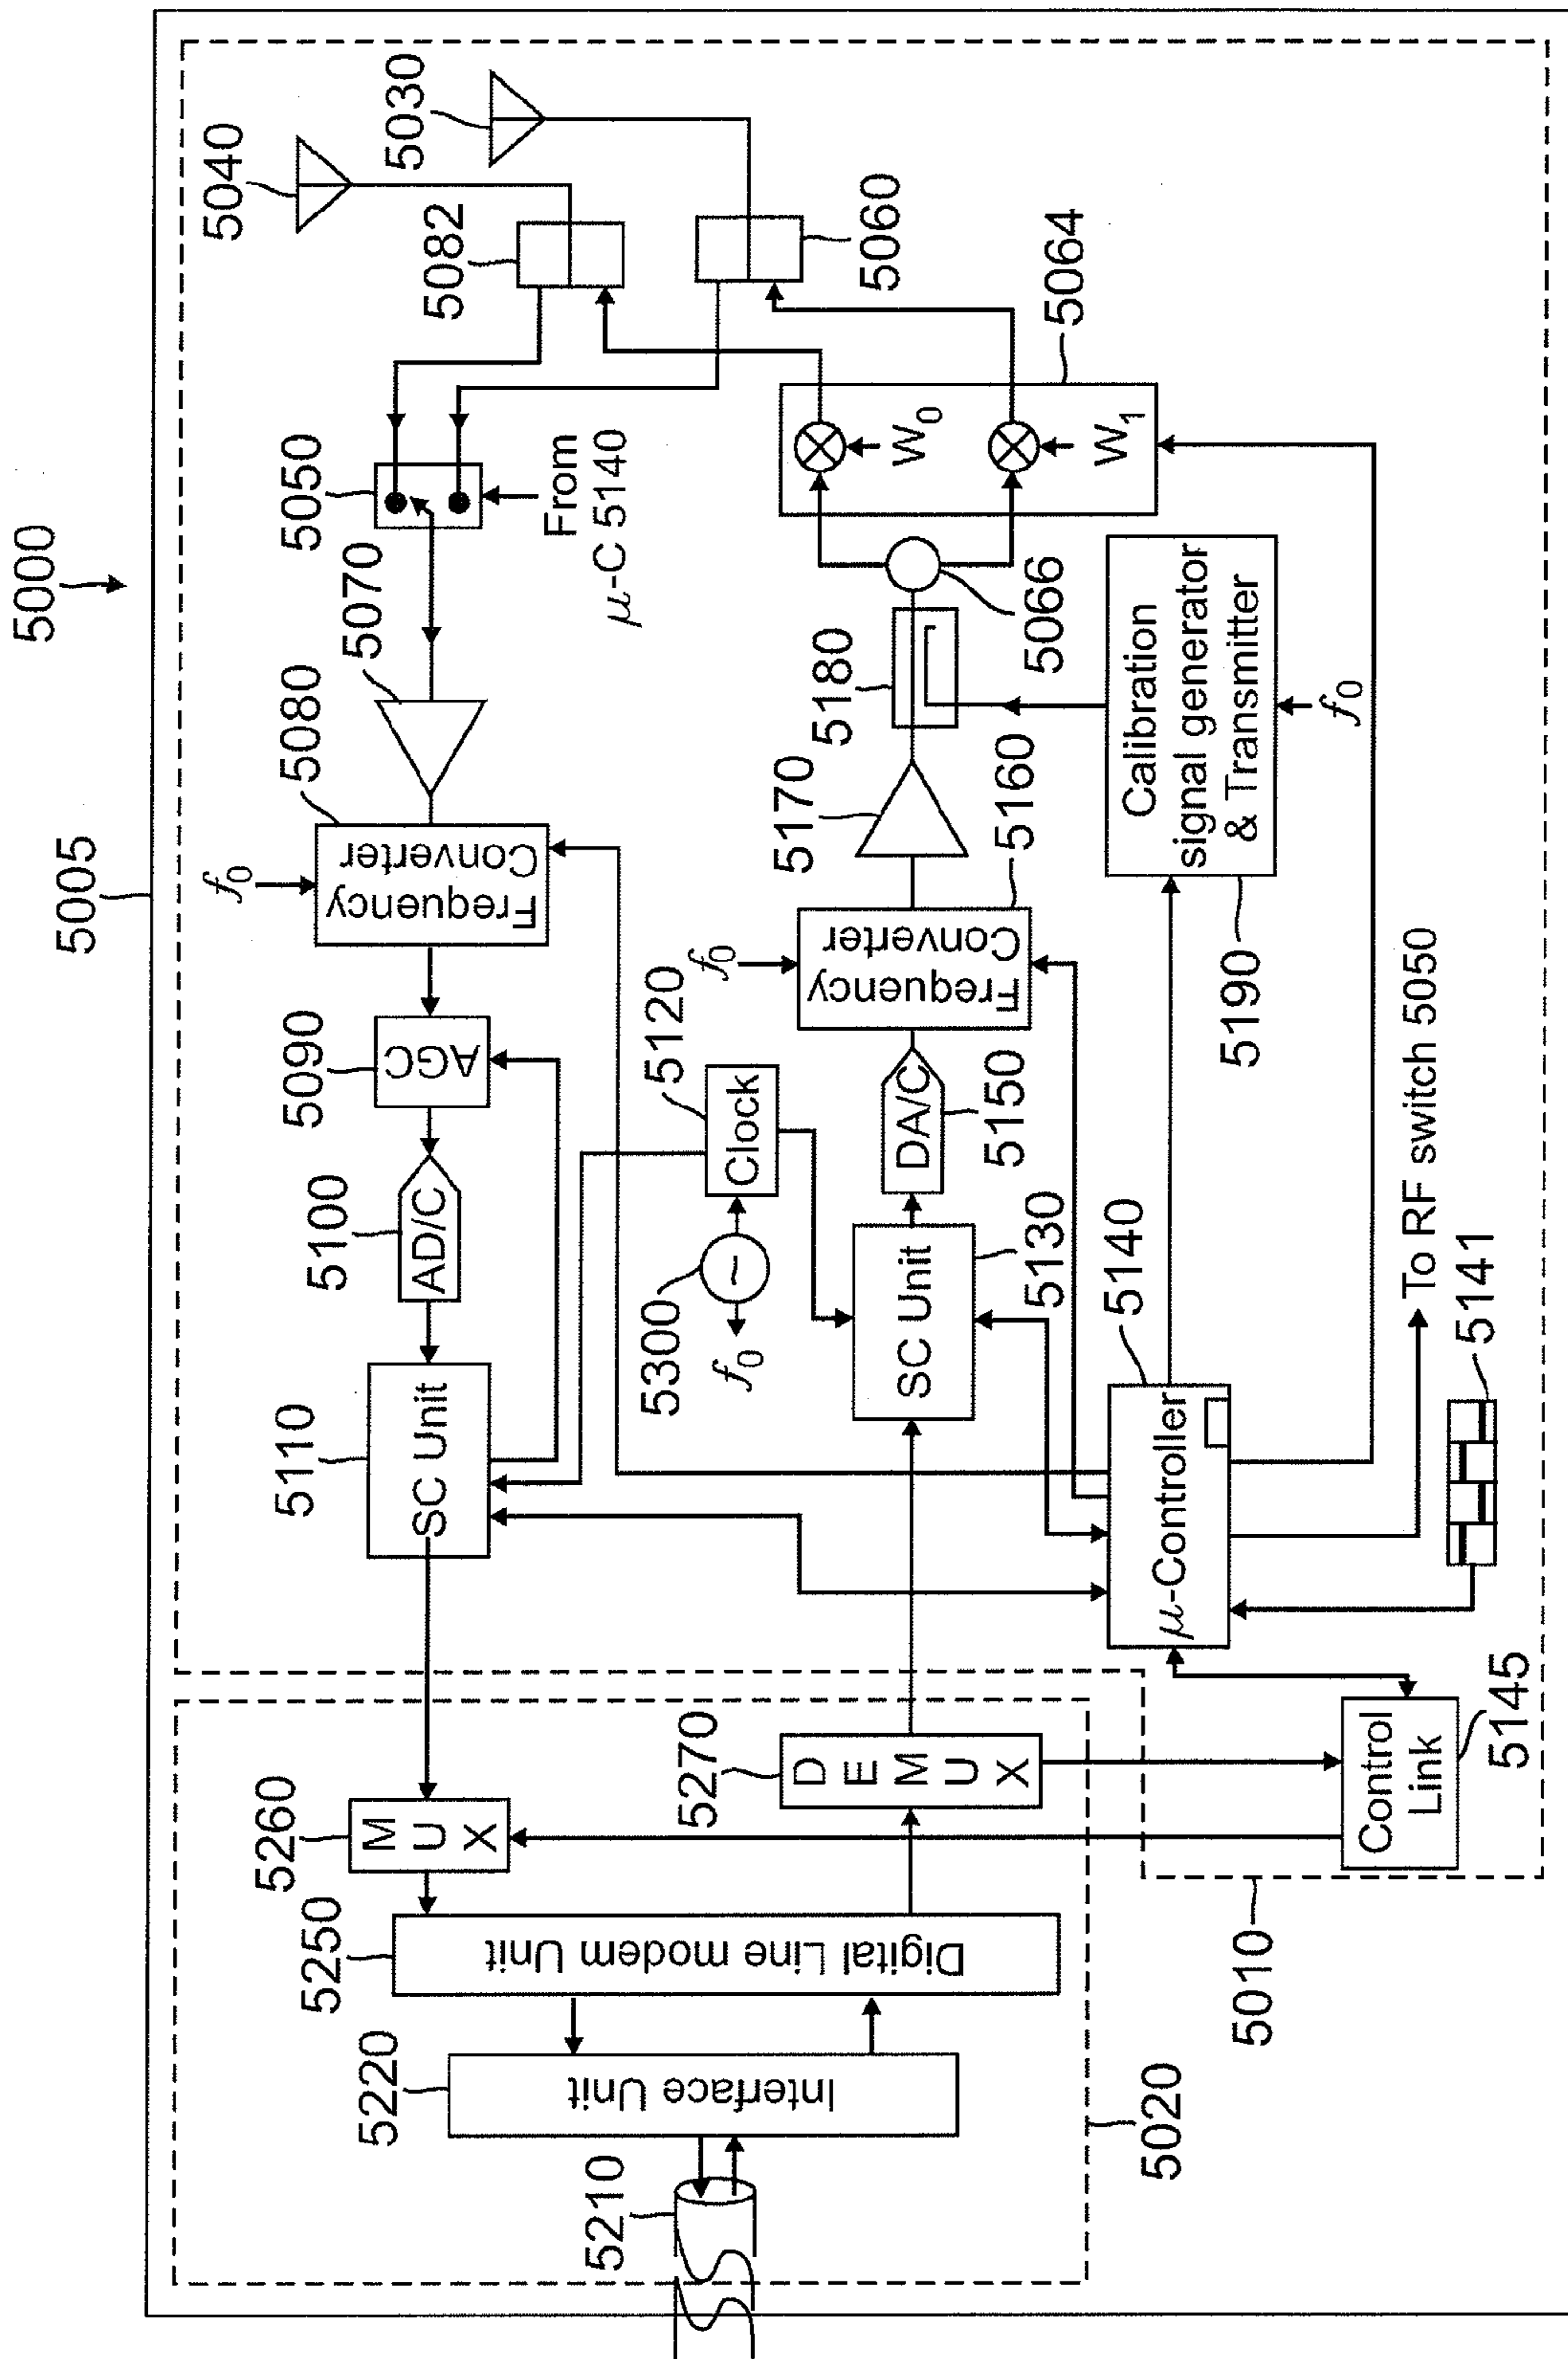 5000
5005
5040
5030
5082
5060
5050
From
μ-C 5140
5070
5080
f0
Frequency
Converter
5090
AGC
5100
AD/C
5110
SC Unit
5064
W0
W1
5066
5180
5170
5160
f0
Frequency
Converter
5120
Clock
5300
f0
5150
DA/C
5130
SC Unit
Calibration
signal generator
& Transmitter
f0
5190
5140
μ-Controller
To RF switch 5050
5141
5145
Control
Link
5260
M
U
X
5270
D
E
M
U
X
5250
Digital Line modem Unit
5220
Interface Unit
5210
5010
5020